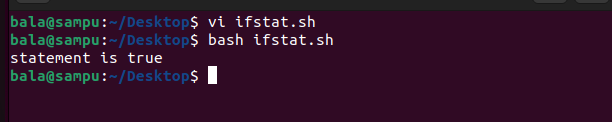 bala@sampu:~/Desktop$ vi ifstat.sh
bala@sampu:~/Desktop$ bash ifstat.sh
statement is true
bala@sampu:~/Desktop$